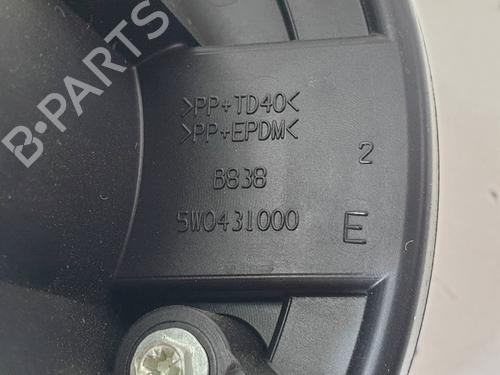 >PP+TD40<
>PP+EPDM<
2
B838
5W0431000
E
B-PARTS